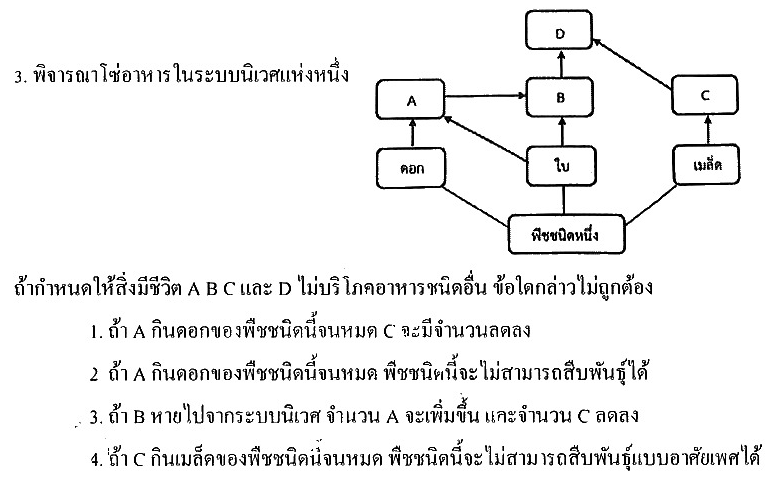 D
3. พิจารณาโซ่อาหารในระบบนิเวศแห่งหนึ่ง
A B C
ดอก ใบ เมล็ด
พืชชนิดหนึ่ง
ถ้ากำหนดให้สิ่งมีชีวิต A B C และ D ไม่บริโภคอาหารชนิดอื่น ข้อใดกล่าวไม่ถูกต้อง
1. ถ้า A กินดอกของพืชชนิดนี้จนหมด C จะมีจำนวนลดลง
2 ถ้า A กินดอกของพืชชนิดนี้จนหมด พืชชนิดนี้จะไม่สามารถสืบพันธุ์ได้
3. ถ้า B หายไปจากระบบนิเวศ จำนวน A จะเพิ่มขึ้น และจำนวน C ลดลง
4. ถ้า C กินเมล็ดของพืชชนิดนี้จนหมด พืชชนิดนี้จะไม่สามารถสืบพันธุ์แบบอาศัยเพศได้